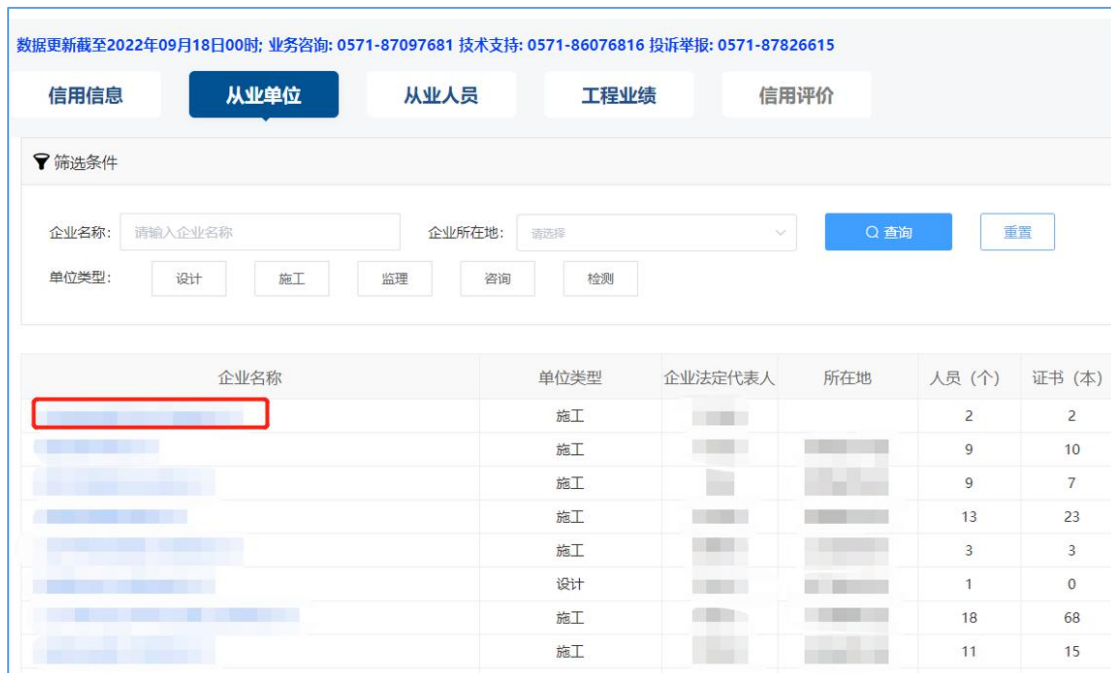 数据更新截至2022年09月18日00时; 业务咨询: 0571-87097681 技术支持: 0571-86076816 投诉举报: 0571-87826615
信用信息 从业单位 从业人员 工程业绩 信用评价
筛选条件
企业名称: 请输入企业名称 企业所在地: 请选择 查询 重置
单位类型: 设计 施工 监理 咨询 检测
企业名称 单位类型 企业法定代表人 所在地 人员（个） 证书（本）
施工 2 2
施工 9 10
施工 9 7
施工 13 23
施工 3 3
设计 1 0
施工 18 68
施工 11 15